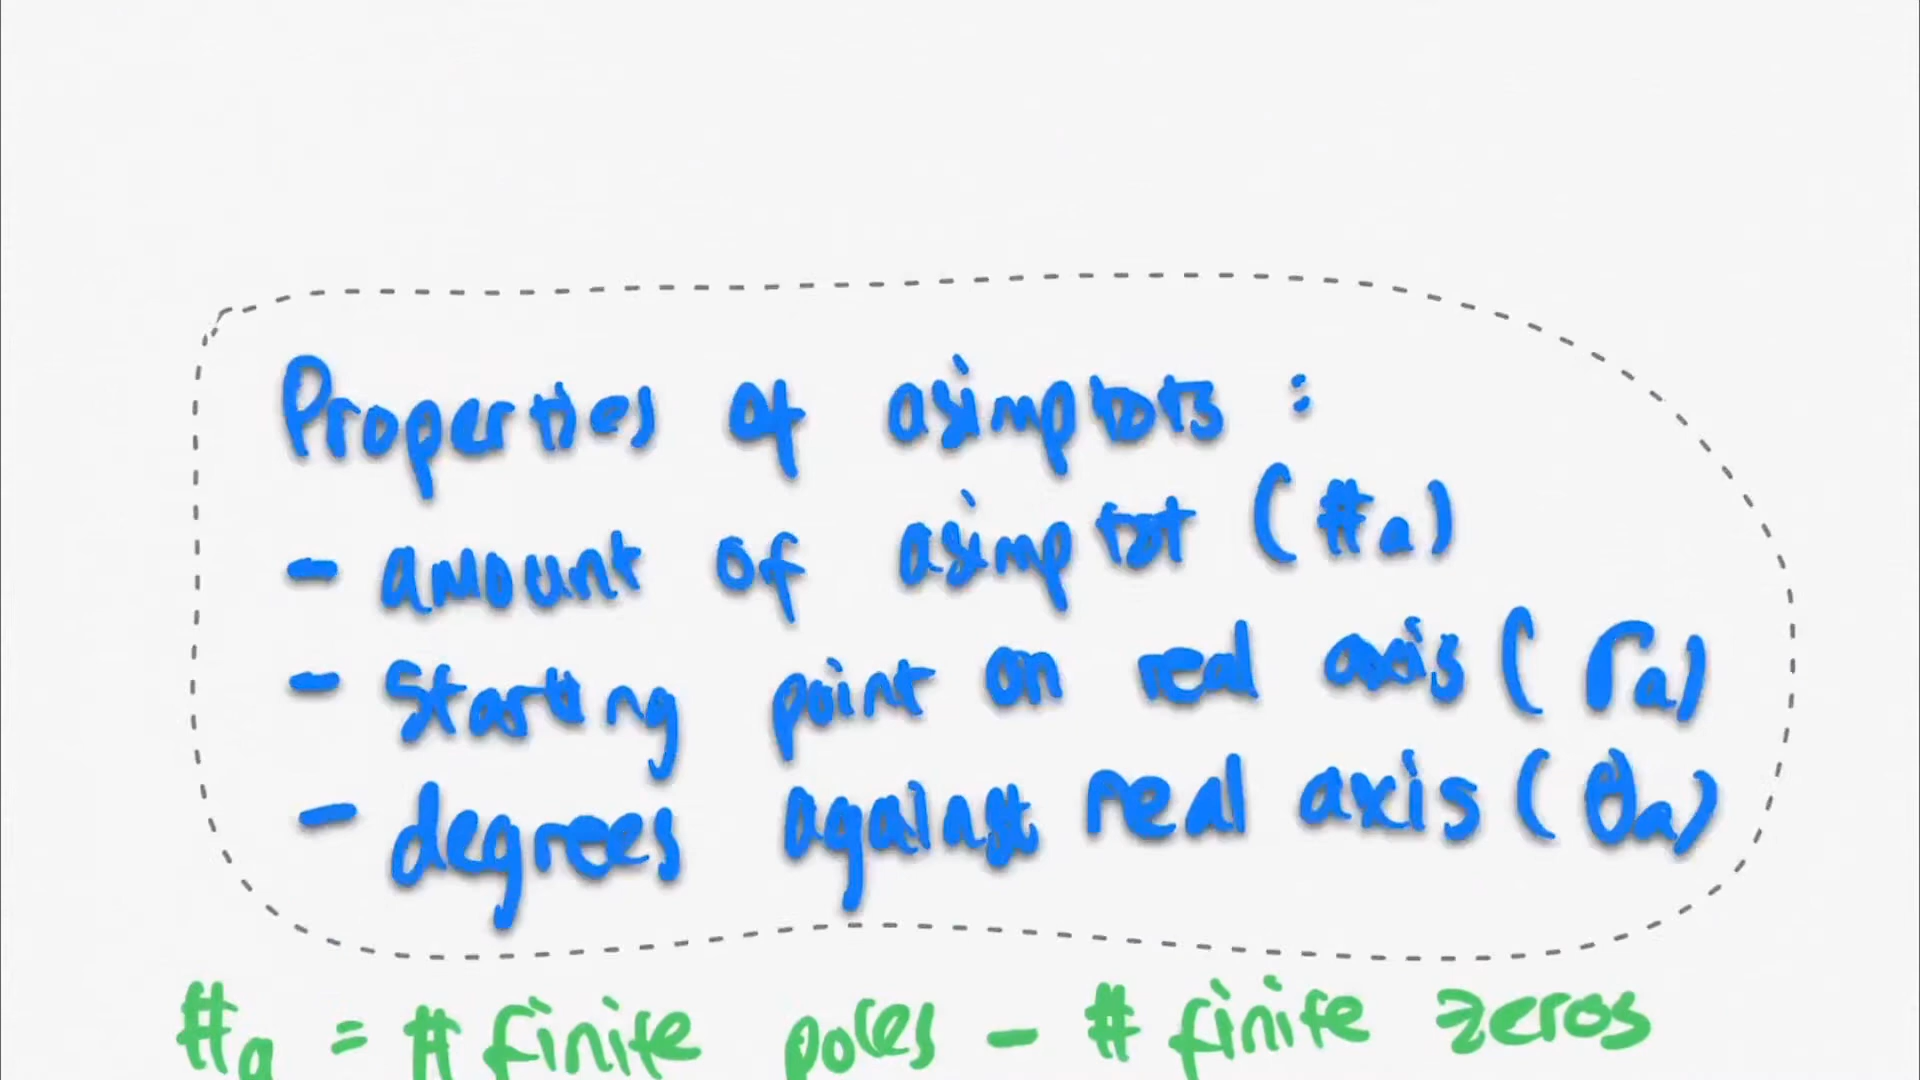 Properties of asimptots :
- amount of asimptot (#a)
- starting point on real axis (σa)
- degrees against real axis (θa)
#a = # finite poles - # finite zeros